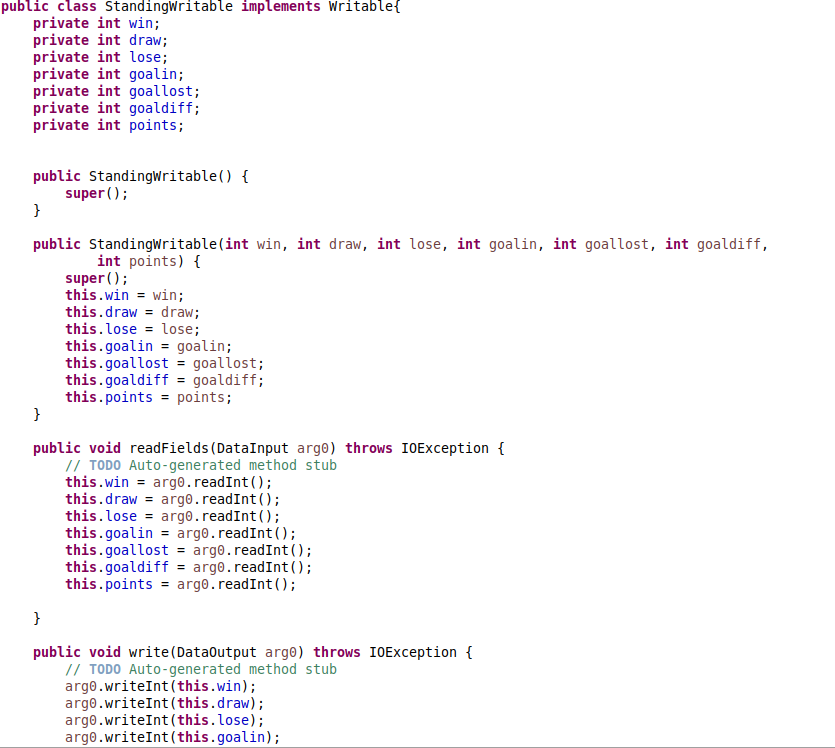 public class StandingWritable implements Writable{
    private int win;
    private int draw;
    private int lose;
    private int goalin;
    private int goallost;
    private int goaldiff;
    private int points;
    public StandingWritable() {
        super();
    }
    public StandingWritable(int win, int draw, int lose, int goalin, int goallost, int goaldiff,
            int points) {
        super();
        this.win = win;
        this.draw = draw;
        this.lose = lose;
        this.goalin = goalin;
        this.goallost = goallost;
        this.goaldiff = goaldiff;
        this.points = points;
    }
    public void readFields(DataInput arg0) throws IOException {
        // TODO Auto-generated method stub
        this.win = arg0.readInt();
        this.draw = arg0.readInt();
        this.lose = arg0.readInt();
        this.goalin = arg0.readInt();
        this.goallost = arg0.readInt();
        this.goaldiff = arg0.readInt();
        this.points = arg0.readInt();
    }
    public void write(DataOutput arg0) throws IOException {
        // TODO Auto-generated method stub
        arg0.writeInt(this.win);
        arg0.writeInt(this.draw);
        arg0.writeInt(this.lose);
        arg0.writeInt(this.goalin);